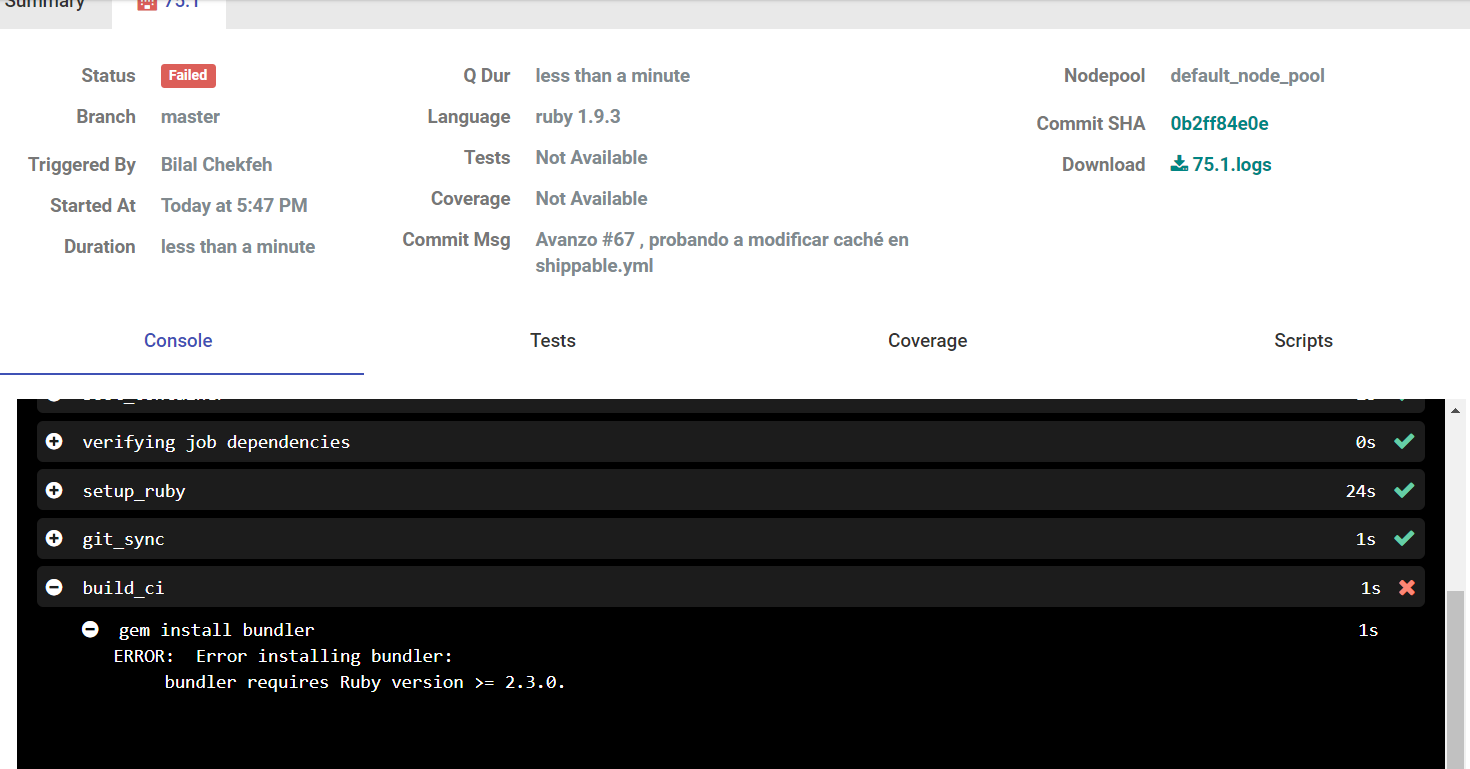 Summary
75.1
Status Failed
Q Dur less than a minute
Nodepool default_node_pool
Branch master
Language ruby 1.9.3
Commit SHA 0b2ff84e0e
Triggered By Bilal Chekfeh
Tests Not Available
Download 75.1.logs
Started At Today at 5:47 PM
Coverage Not Available
Duration less than a minute
Commit Msg Avanzo #67 , probando a modificar caché en
shippable.yml
Console Tests Coverage Scripts
verifying job dependencies 0s
setup_ruby 24s
git_sync 1s
build_ci 1s
gem install bundler 1s
ERROR:  Error installing bundler:
bundler requires Ruby version >= 2.3.0.